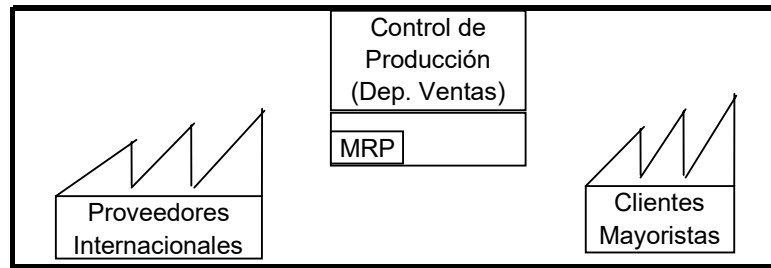 Control de
Producción
(Dep. Ventas)
MRP
Proveedores
Internacionales
Clientes
Mayoristas